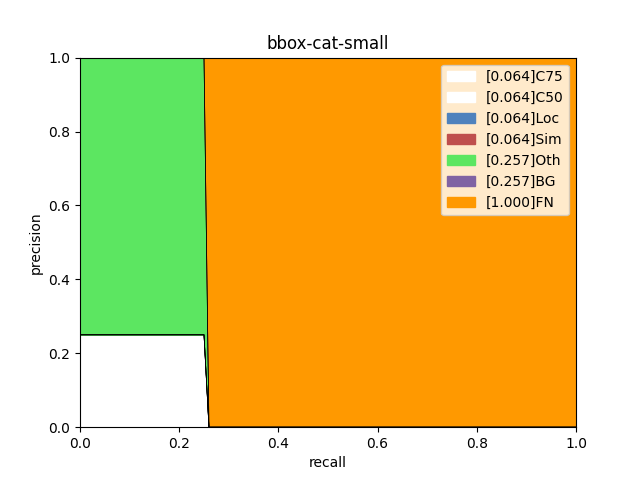 bbox-cat-small
1.0
0.8
0.6
0.4
0.2
0.0
precision
[0.064]C75
[0.064]C50
[0.064]Loc
[0.064]Sim
[0.257]Oth
[0.257]BG
[1.000]FN
0.0 0.2 0.4 0.6 0.8 1.0
recall